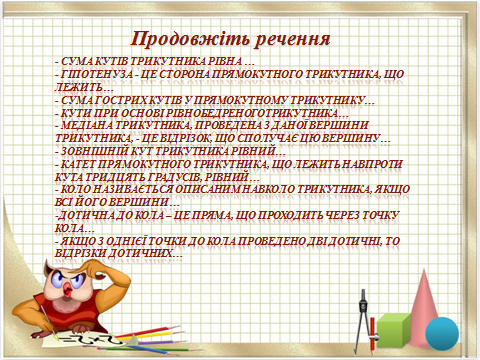 Продовжіть речення
- СУМА КУТІВ ТРИКУТНИКА РІВНА …
- ГІПОТЕНУЗА - ЦЕ СТОРОНА ПРЯМОКУТНОГО ТРИКУТНИКА, ЩО
ЛЕЖИТЬ…
- СУМА ГОСТРИХ КУТІВ У ПРЯМОКУТНОМУ ТРИКУТНИКУ…
- КУТИ ПРИ ОСНОВІ РІВНОБЕДРЕНОГОТРИКУТНИКА…
- МЕДІАНА ТРИКУТНИКА, ПРОВЕДЕНА З ДАНОЇ ВЕРШИНИ
ТРИКУТНИКА, - ЦЕ ВІДРІЗОК, ЩО СПОЛУЧАЄ ЦЮ ВЕРШИНУ…
- ЗОВНІШНІЙ КУТ ТРИКУТНИКА РІВНИЙ…
- КАТЕТ ПРЯМОКУТНОГО ТРИКУТНИКА, ЩО ЛЕЖИТЬ НАВПРОТИ
КУТА ТРИДЦЯТЬ ГРАДУСІВ, РІВНИЙ…
- КОЛО НАЗИВАЄТЬСЯ ОПИСАНИМ НАВКОЛО ТРИКУТНИКА, ЯКЩО
ВСІ ЙОГО ВЕРШИНИ…
-ДОТИЧНА ДО КОЛА – ЦЕ ПРЯМА, ЩО ПРОХОДИТЬ ЧЕРЕЗ ТОЧКУ
КОЛА…
- ЯКЩО З ОДНІЄЇ ТОЧКИ ДО КОЛА ПРОВЕДЕНО ДВІ ДОТИЧНІ, ТО
ВІДРІЗКИ ДОТИЧНИХ…